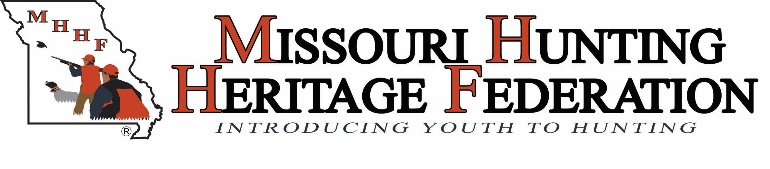 MHHF
MISSOURI HUNTING
HERITAGE FEDERATION
INTRODUCING YOUTH TO HUNTING
®